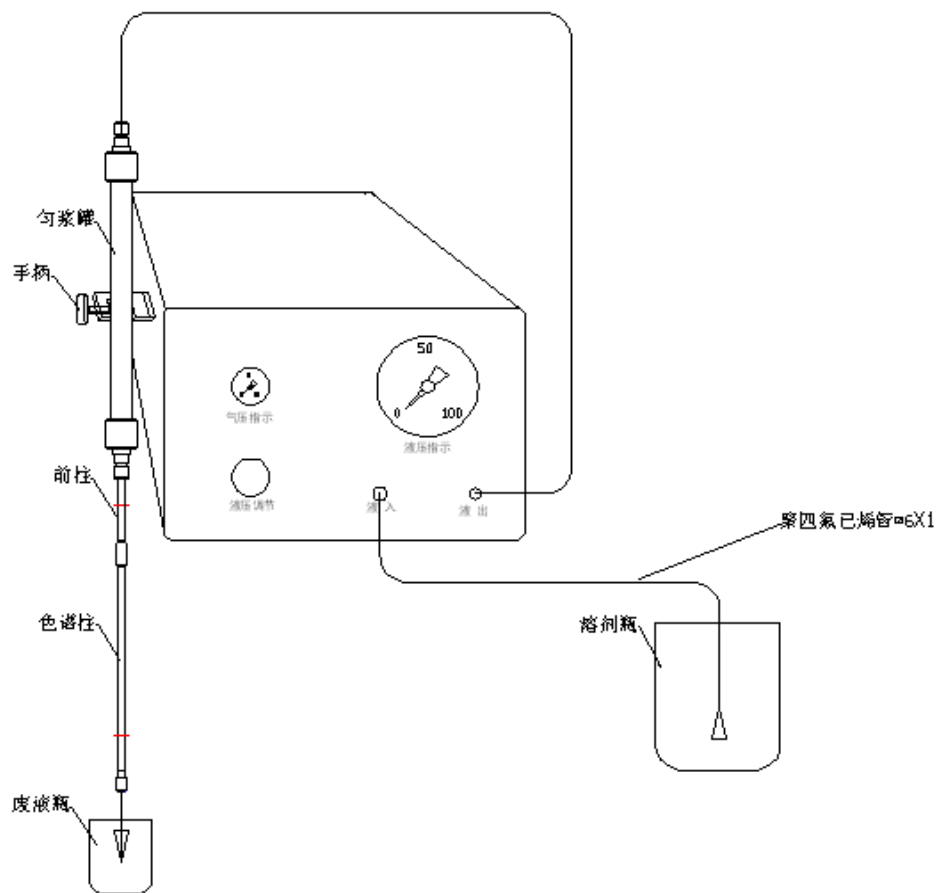 匀浆罐
手柄
50
0
100
气压指示
液压指示
前柱
液压调节
液 入
液 出
聚四氟已烯管¤6X1
色谱柱
溶剂瓶
废液瓶